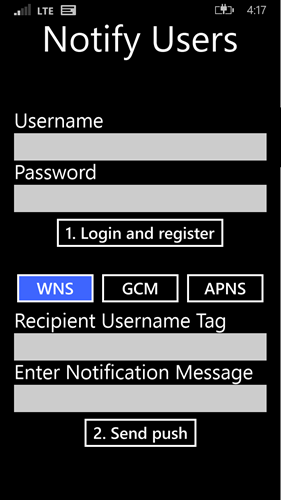 LTE 4:17
Notify Users
Username
Password
1. Login and register
WNS GCM APNS
Recipient Username Tag
Enter Notification Message
2. Send push